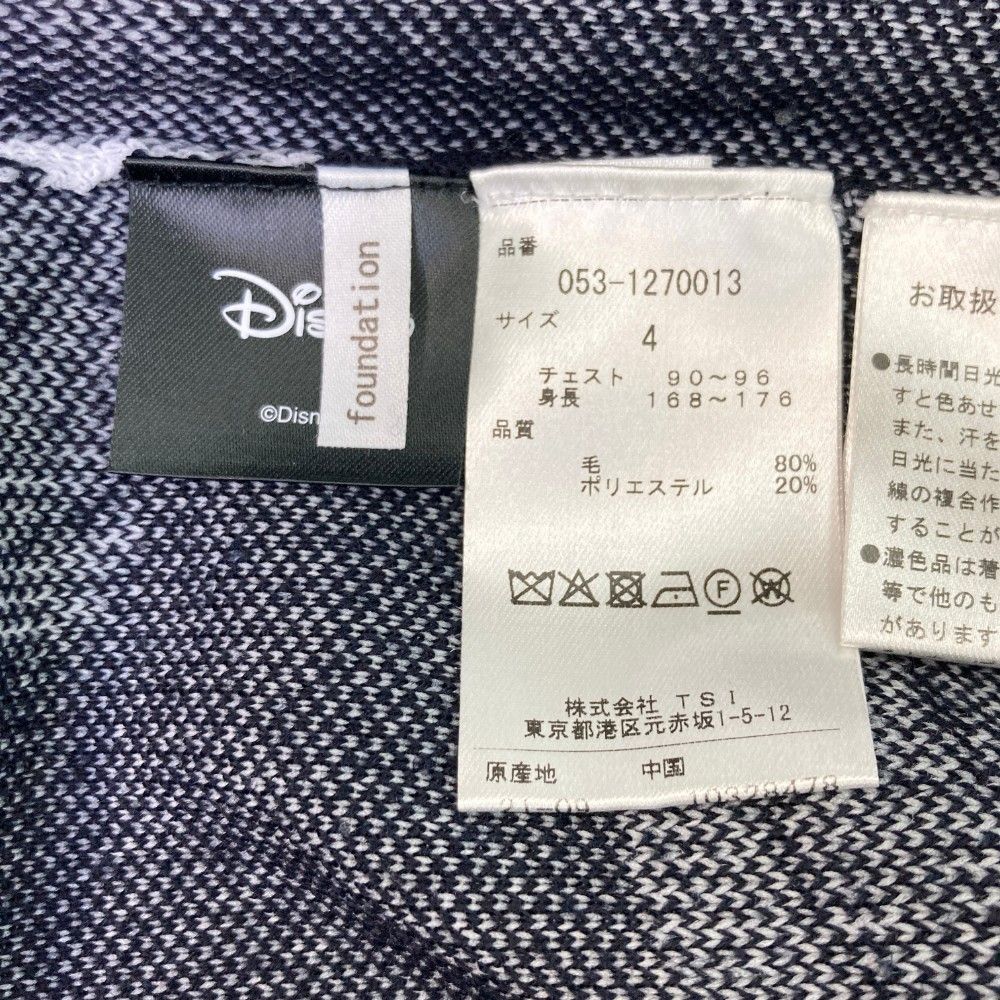 Dis
©Disn
foundation
品番
053-1270013
サイズ
4
チェスト 90~96
身長 168~176
品質
毛 80%
ポリエステル 20%
F
W
株式会社 TSI
東京都港区元赤坂1-5-12
原産地 中国
お取扱
●長時間日光
すと色あせ
また、汗を
日光に当た
線の複合作
することが
●濃色品は着
等で他のも
があります